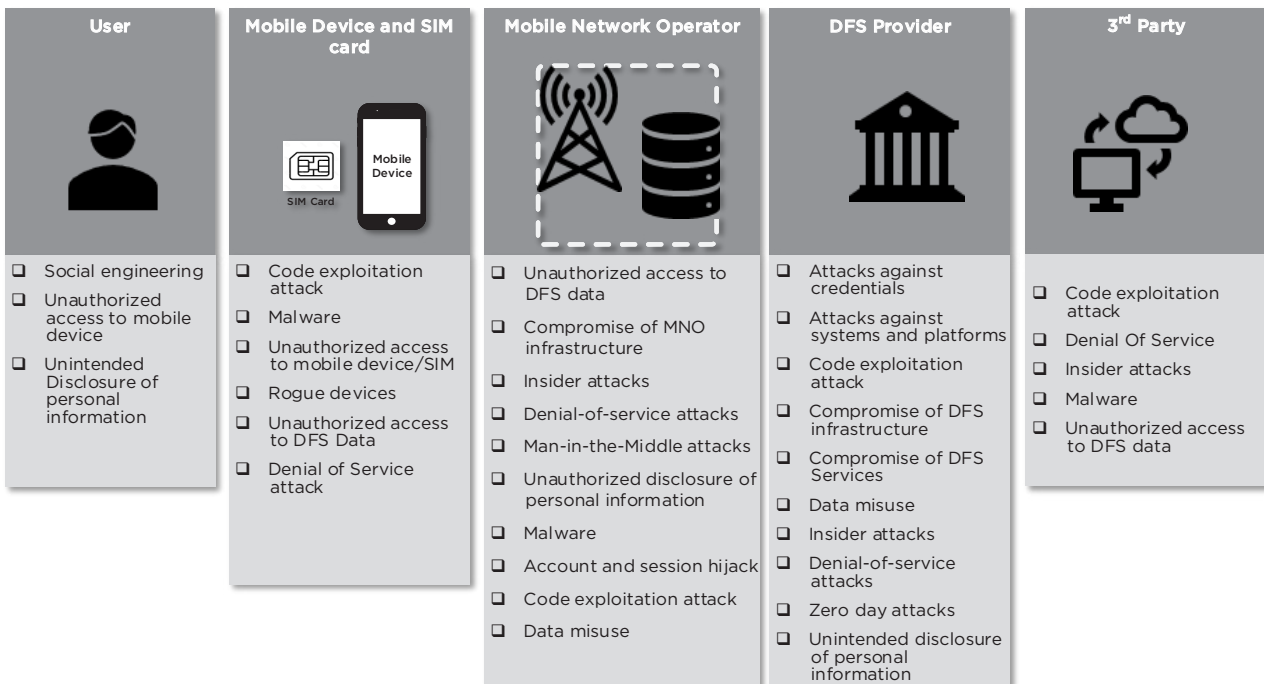 User
❑ Social engineering
❑ Unauthorized
access to mobile
device
❑ Unintended
Disclosure of
personal
information
Mobile Device and SIM
card
Mobile
Device
SIM Card
❑ Code exploitation
attack
❑ Malware
❑ Unauthorized access
to mobile device/SIM
❑ Rogue devices
❑ Unauthorized access
to DFS Data
❑ Denial of Service
attack
Mobile Network Operator
❑ Unauthorized access to
DFS data
❑ Compromise of MNO
infrastructure
❑ Insider attacks
❑ Denial-of-service attacks
❑ Man-in-the-Middle attacks
❑ Unauthorized disclosure of
personal information
❑ Malware
❑ Account and session hijack
❑ Code exploitation attack
❑ Data misuse
DFS Provider
❑ Attacks against
credentials
❑ Attacks against
systems and platforms
❑ Code exploitation
attack
❑ Compromise of DFS
infrastructure
❑ Compromise of DFS
Services
❑ Data misuse
❑ Insider attacks
❑ Denial-of-service
attacks
❑ Zero day attacks
❑ Unintended disclosure
of personal
information
3rd Party
❑ Code exploitation
attack
❑ Denial Of Service
❑ Insider attacks
❑ Malware
❑ Unauthorized access
to DFS data